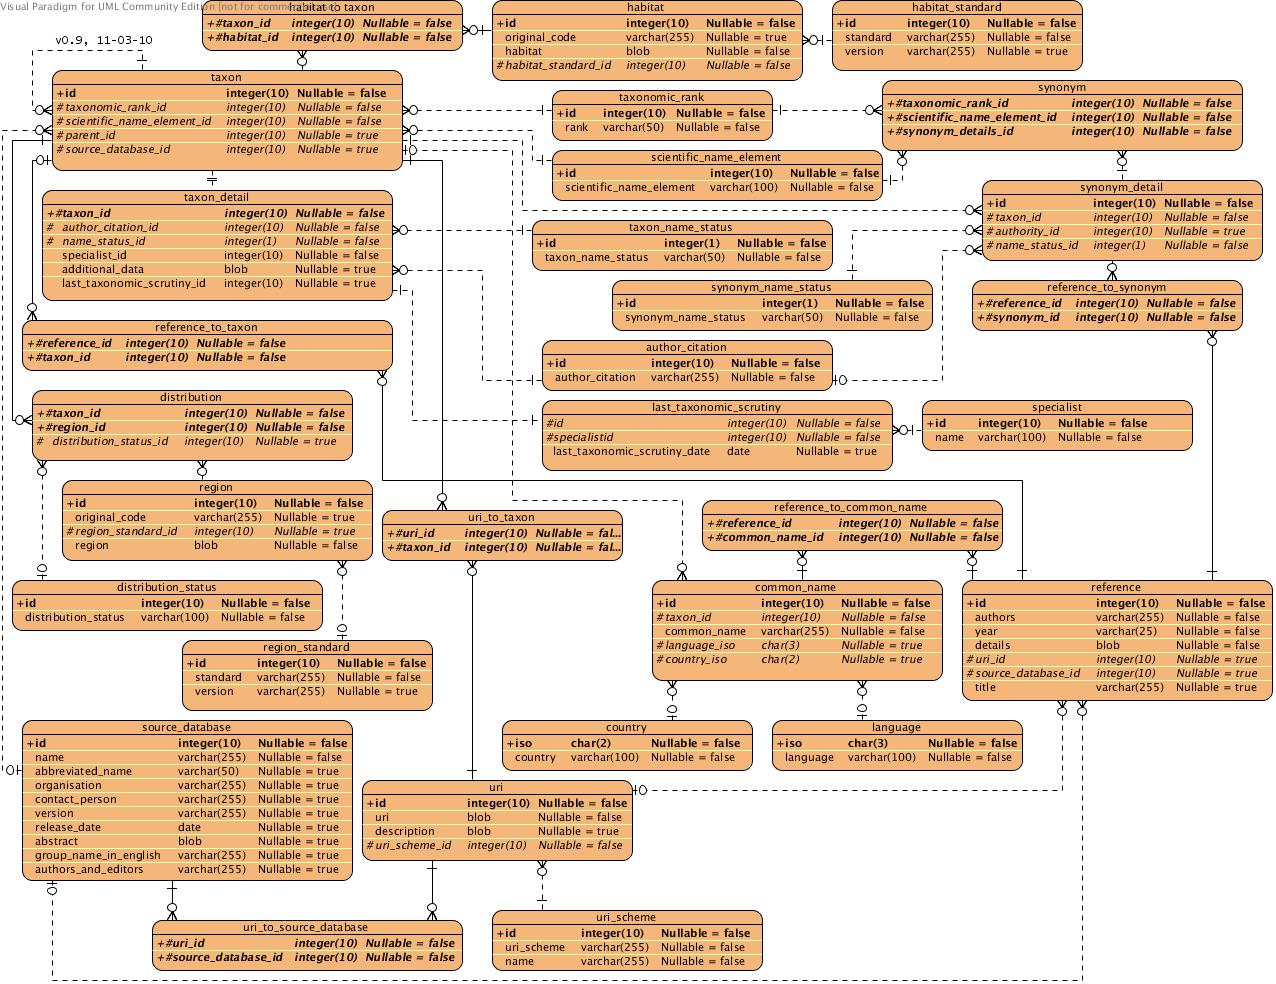 Visual Paradigm for UML Community Edition [not for commercial use]
v0.9, 11-03-10
habitat_to_taxon
+#taxon_id integer(10) Nullable = false
+#habitat_id integer(10) Nullable = false
habitat
+id integer(10) Nullable = false
original_code varchar(255) Nullable = true
habitat blob Nullable = false
#habitat_standard_id integer(10) Nullable = false
habitat_standard
+id integer(10) Nullable = false
standard varchar(255) Nullable = false
version varchar(255) Nullable = true
taxon
+id integer(10) Nullable = false
#taxonomic_rank_id integer(10) Nullable = false
#scientific_name_element_id integer(10) Nullable = false
#parent_id integer(10) Nullable = true
#source_database_id integer(10) Nullable = true
taxonomic_rank
+id integer(10) Nullable = false
rank varchar(50) Nullable = false
synonym
+#taxonomic_rank_id integer(10) Nullable = false
+#scientific_name_element_id integer(10) Nullable = false
+#synonym_details_id integer(10) Nullable = false
scientific_name_element
+id integer(10) Nullable = false
scientific_name_element varchar(100) Nullable = false
taxon_detail
+#taxon_id integer(10) Nullable = false
# author_citation_id integer(10) Nullable = false
# name_status_id integer(1) Nullable = false
specialist_id integer(10) Nullable = false
additional_data blob Nullable = true
last_taxonomic_scrutiny_id integer(10) Nullable = true
synonym_detail
+id integer(10) Nullable = false
#taxon_id integer(10) Nullable = false
#authority_id integer(10) Nullable = true
#name_status_id integer(1) Nullable = false
taxon_name_status
+id integer(1) Nullable = false
taxon_name_status varchar(50) Nullable = false
synonym_name_status
+id integer(1) Nullable = false
synonym_name_status varchar(50) Nullable = false
reference_to_synonym
+#reference_id integer(10) Nullable = false
+#synonym_id integer(10) Nullable = false
reference_to_taxon
+#reference_id integer(10) Nullable = false
+#taxon_id integer(10) Nullable = false
author_citation
+id integer(10) Nullable = false
author_citation varchar(255) Nullable = false
distribution
+#taxon_id integer(10) Nullable = false
+#region_id integer(10) Nullable = false
# distribution_status_id integer(10) Nullable = true
last_taxonomic_scrutiny
#id integer(10) Nullable = false
#specialistid integer(10) Nullable = false
last_taxonomic_scrutiny_date date Nullable = true
specialist
+id integer(10) Nullable = false
name varchar(100) Nullable = false
region
+id integer(10) Nullable = false
original_code varchar(255) Nullable = true
#region_standard_id integer(10) Nullable = true
region blob Nullable = false
uri_to_taxon
+#uri_id integer(10) Nullable = fal...
+#taxon_id integer(10) Nullable = fal...
reference_to_common_name
+#reference_id integer(10) Nullable = false
+#common_name_id integer(10) Nullable = false
distribution_status
+id integer(10) Nullable = false
distribution_status varchar(100) Nullable = false
common_name
+id integer(10) Nullable = false
#taxon_id integer(10) Nullable = false
common_name varchar(255) Nullable = false
#language_iso char(3) Nullable = true
#country_iso char(2) Nullable = true
reference
+id integer(10) Nullable = false
authors varchar(255) Nullable = false
year varchar(25) Nullable = false
details blob Nullable = false
#uri_id integer(10) Nullable = true
#source_database_id integer(10) Nullable = true
title varchar(255) Nullable = true
region_standard
+id integer(10) Nullable = false
standard varchar(255) Nullable = false
version varchar(255) Nullable = true
source_database
+id integer(10) Nullable = false
name varchar(255) Nullable = false
abbreviated_name varchar(50) Nullable = true
organisation varchar(255) Nullable = true
contact_person varchar(255) Nullable = true
version varchar(255) Nullable = true
release_date date Nullable = true
abstract blob Nullable = true
group_name_in_english varchar(255) Nullable = true
authors_and_editors varchar(255) Nullable = true
country
+iso char(2) Nullable = false
country varchar(100) Nullable = false
language
+iso char(3) Nullable = false
language varchar(100) Nullable = false
uri
+id integer(10) Nullable = false
uri blob Nullable = false
description blob Nullable = true
#uri_scheme_id integer(10) Nullable = false
uri_to_source_database
+#uri_id integer(10) Nullable = false
+#source_database_id integer(10) Nullable = false
uri_scheme
+id integer(10) Nullable = false
uri_scheme varchar(255) Nullable = false
name varchar(255) Nullable = false